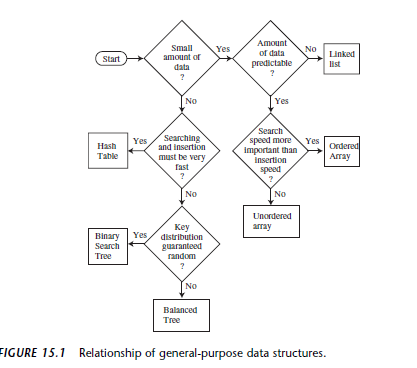 Start
Small
amount of
data
?
Yes
Amount
of data
predictable
?
No
Linked
list
No
Yes
Hash
Table
Yes
Searching
and insertion
must be very
fast
?
Search
speed more
important than
insertion
speed
?
Yes
Ordered
Array
No
No
Unordered
array
Binary
Search
Tree
Yes
Key
distribution
guaranteed
random
?
No
Balanced
Tree
FIGURE 15.1 Relationship of general-purpose data structures.